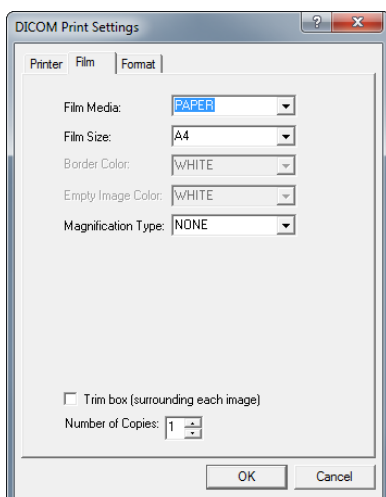 DICOM Print Settings
Printer Film Format
Film Media: PAPER
Film Size: A4
Border Color: WHITE
Empty Image Color: WHITE
Magnification Type: NONE
Trim box (surrounding each image)
Number of Copies: 1
OK Cancel